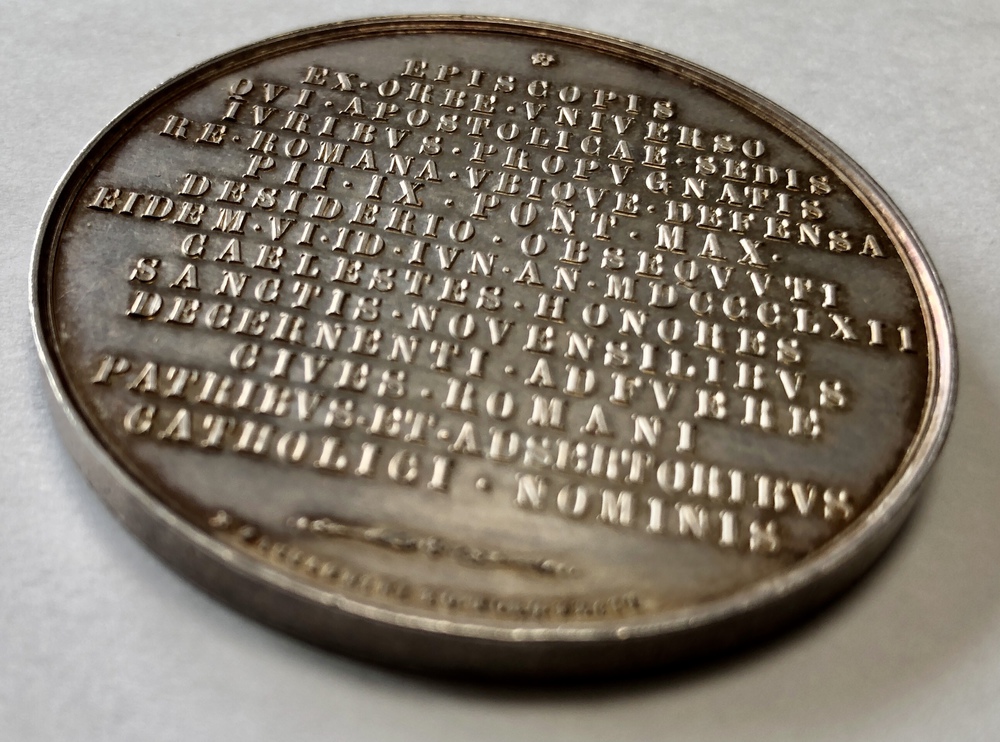 EPISCOPIS
EX·ORBE·VNIVERSO
QVI·APOSTOLICAE·SEDIS
IVRIBVS·PROPVGNATIS
RE·ROMANA·VBIQVE·DEFENSA
PII·IX·PONT·MAX·
DESIDERIO·OBSEQVVTI
EIDEM·VI·ID·IVN·AN·MDCCCLXII
CAELESTES·HONORES
SANCTIS·NOVENSILIBVS
DECERNENTI·ADFVERE
CIVES·ROMANI
PATRIBVS·ET·ADSERTORIBVS
CATHOLICI·NOMINIS